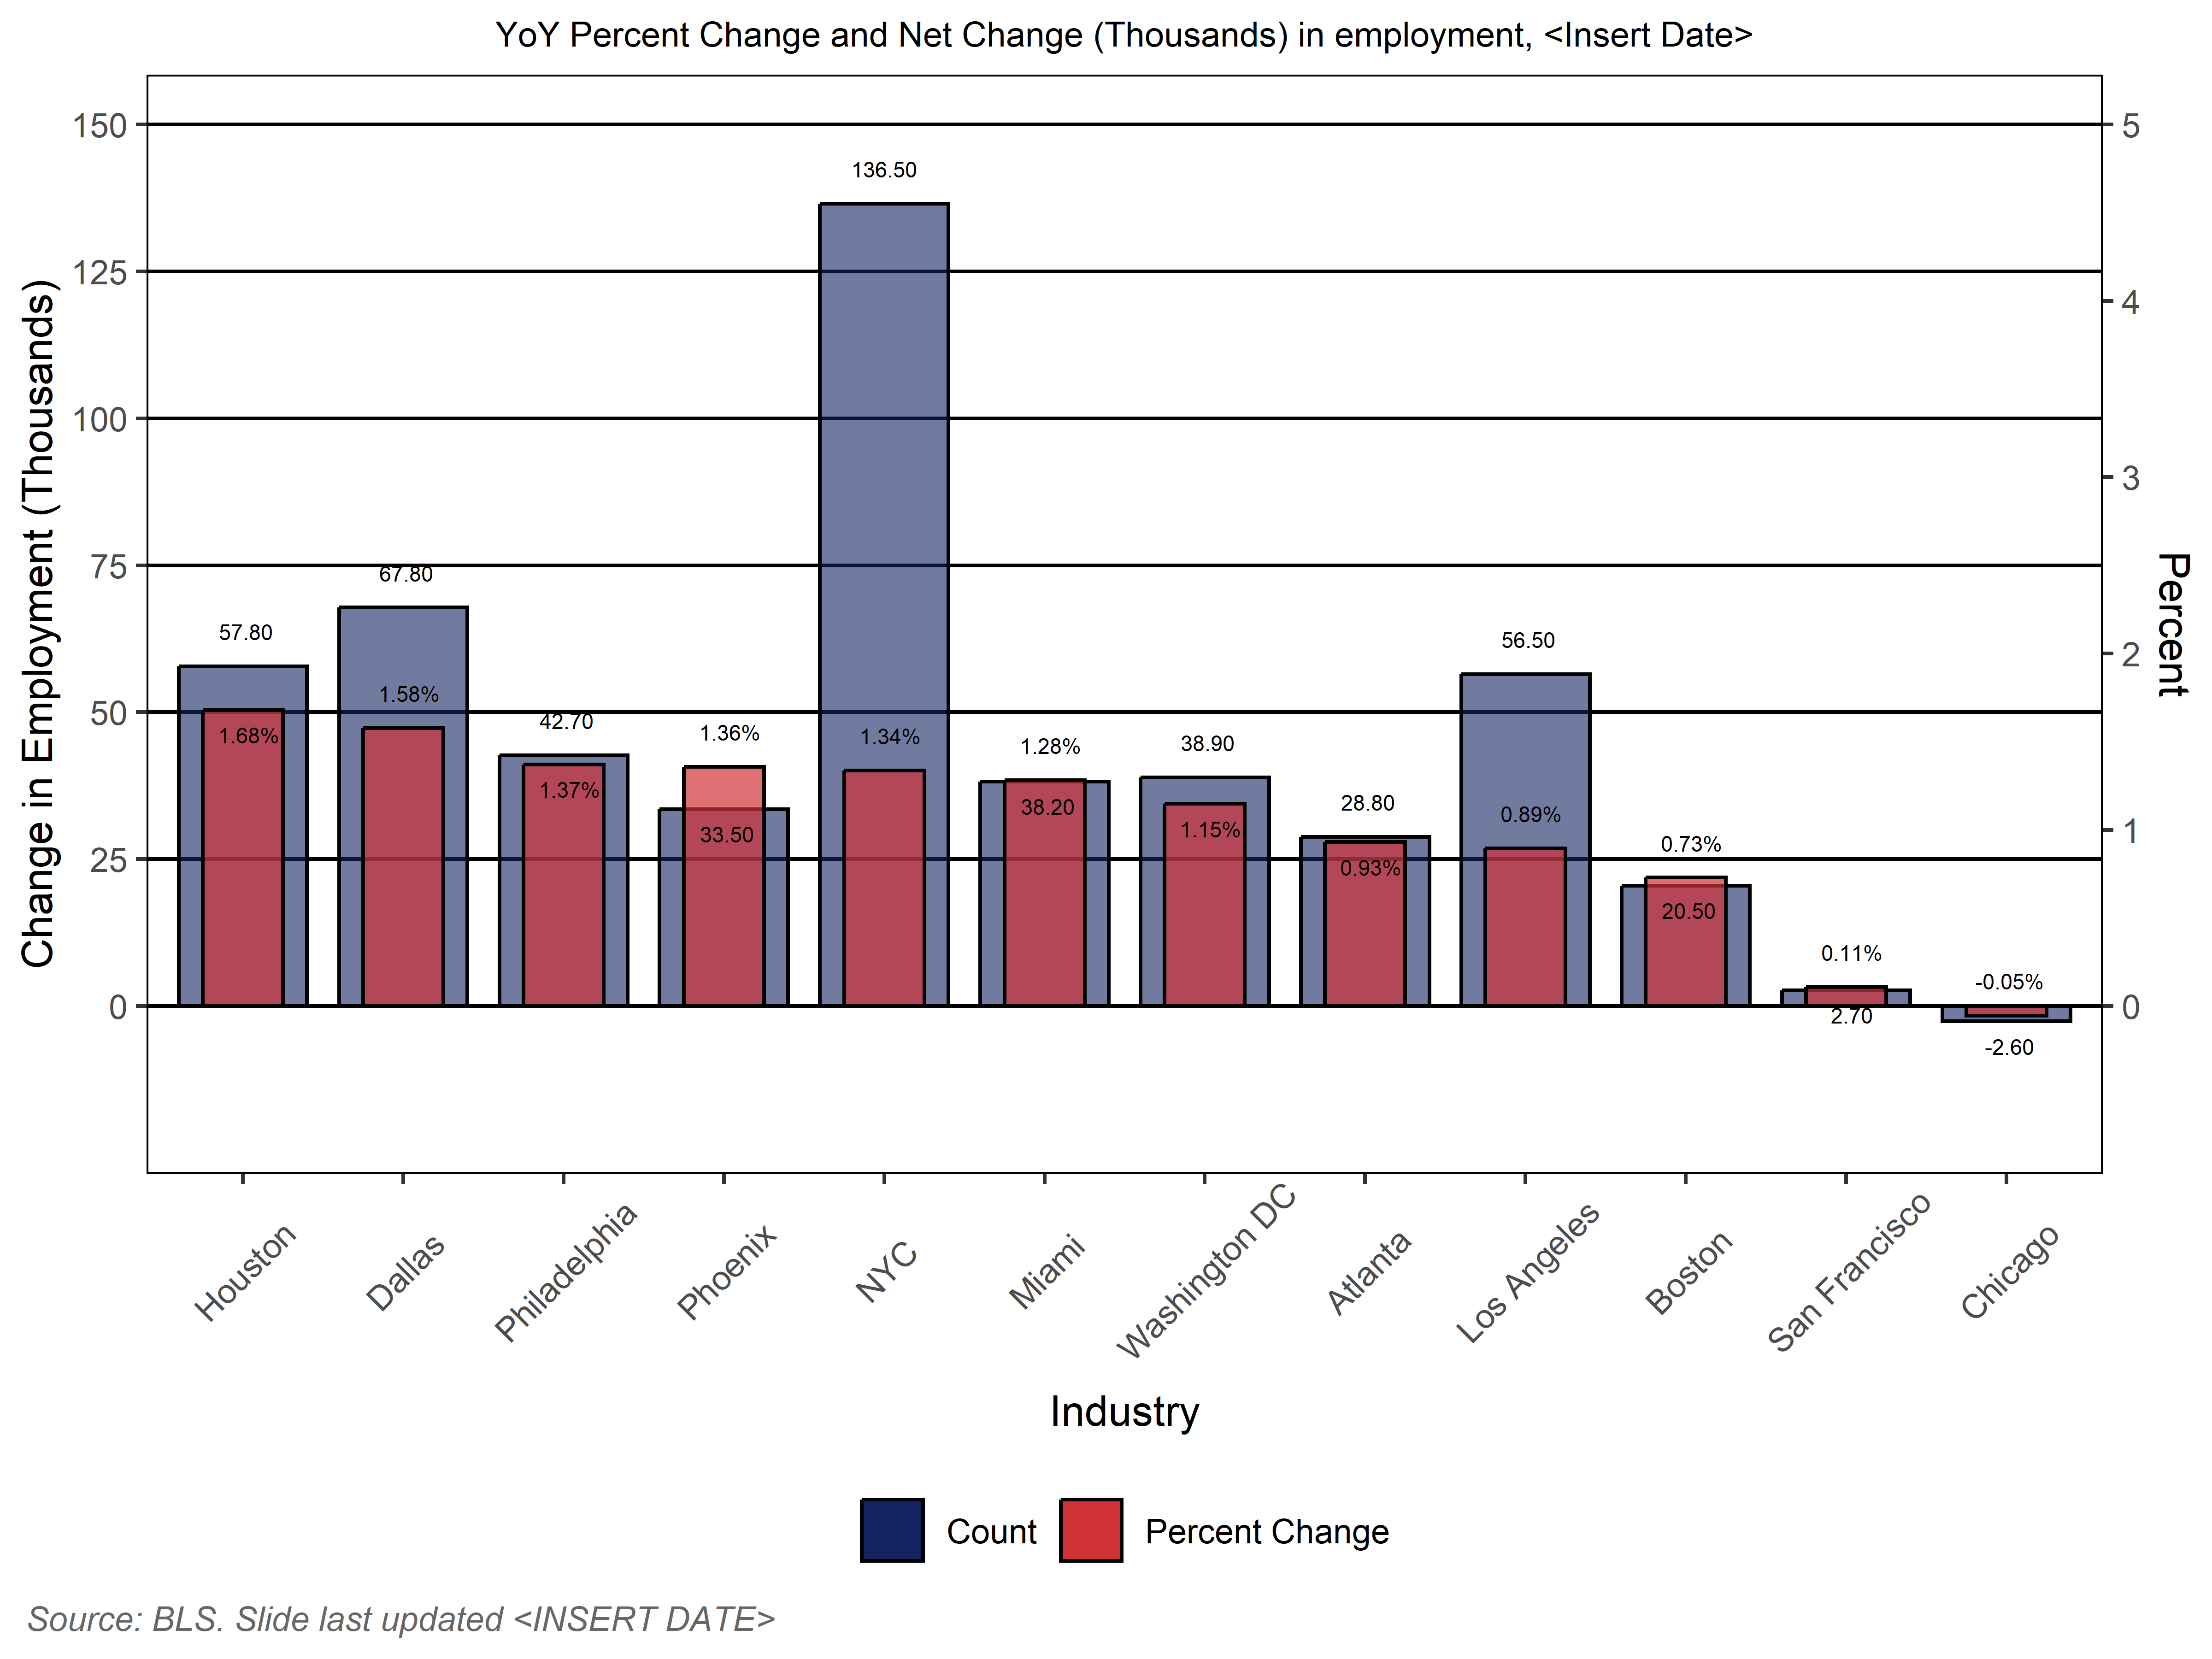 YoY Percent Change and Net Change (Thousands) in employment, <Insert Date>
Change in Employment (Thousands)
150
125
100
75
50
25
0
5
4
3
2
1
0
Percent
57.80
1.68%
67.80
1.58%
42.70
1.37%
1.36%
33.50
136.50
1.34%
1.28%
38.20
38.90
1.15%
28.80
0.93%
56.50
0.89%
0.73%
20.50
0.11%
2.70
-0.05%
-2.60
Houston
Dallas
Philadelphia
Phoenix
NYC
Miami
Washington DC
Atlanta
Los Angeles
Boston
San Francisco
Chicago
Industry
Count
Percent Change
Source: BLS. Slide last updated <INSERT DATE>